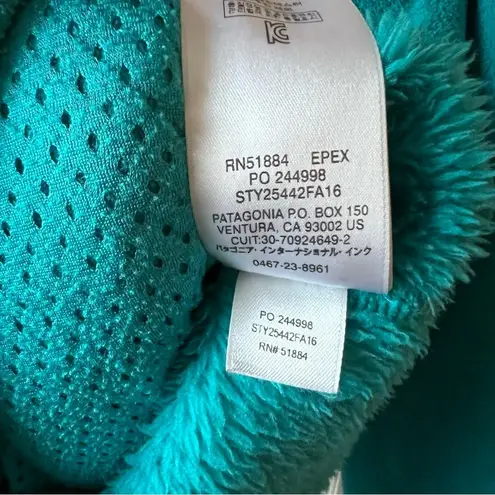 RN51884 EPEX
PO 244998
STY25442FA16
PATAGONIA P.O. BOX 150
VENTURA, CA 93002 US
CUIT:30-70924649-2
パタゴニア・インターナショナル・インク
0467-23-8961
PO 244998
STY25442FA16
RN# 51884